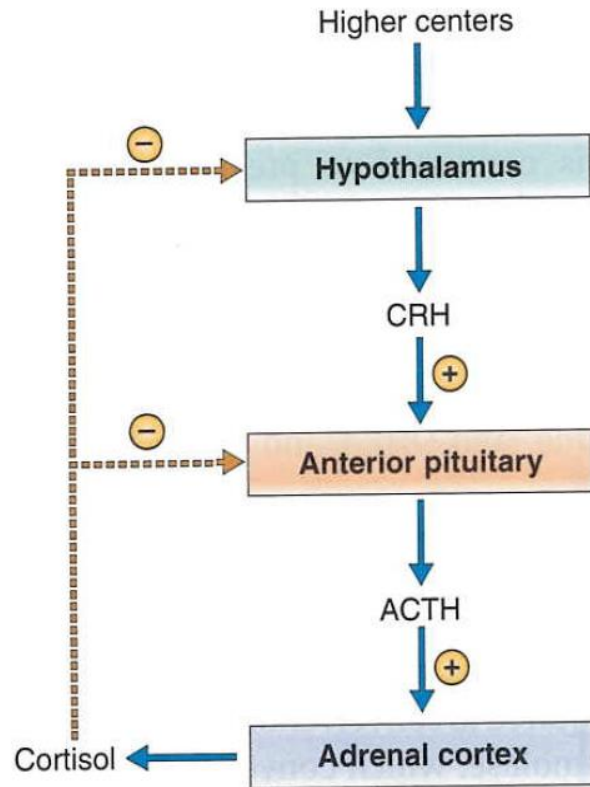 Higher centers
−
Hypothalamus
CRH
+
−
Anterior pituitary
ACTH
+
Cortisol
Adrenal cortex